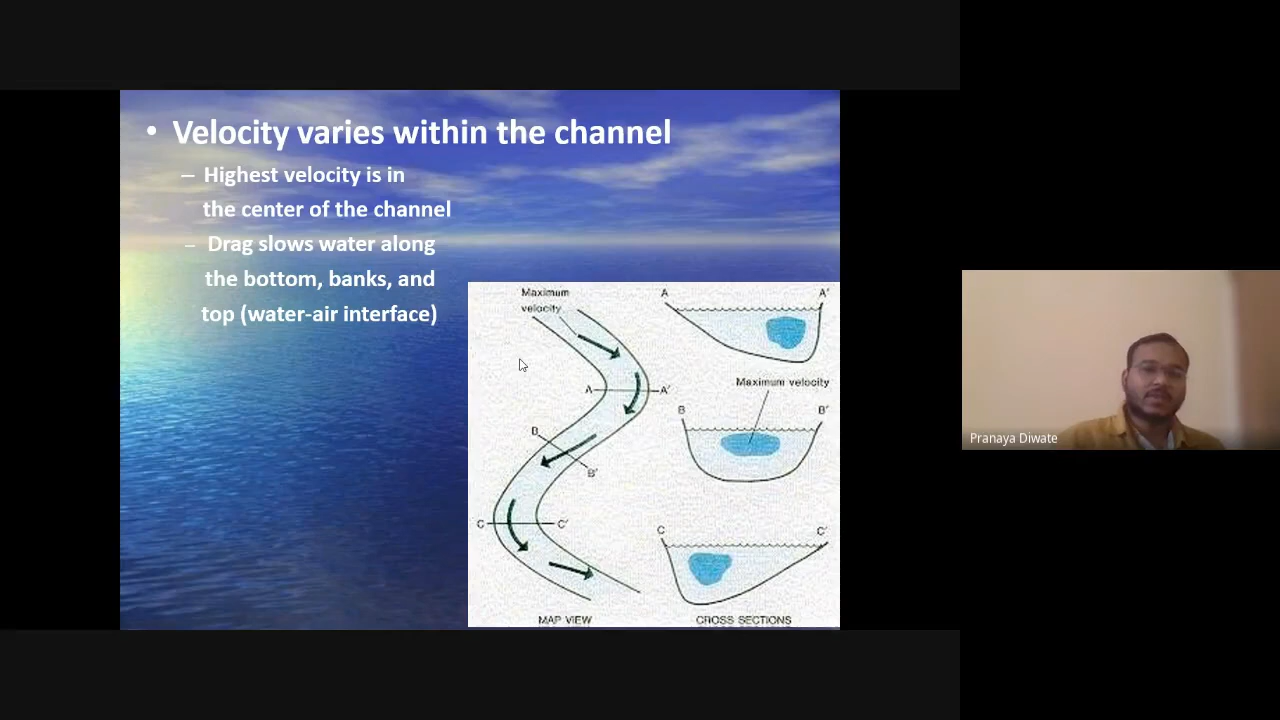 • Velocity varies within the channel
– Highest velocity is in
the center of the channel
– Drag slows water along
the bottom, banks, and
top (water-air interface)
Maximum
velocity
A A'
B
B'
C C'
MAP VIEW
A A'
Maximum velocity
B B'
C C'
CROSS SECTIONS
Pranaya Diwate